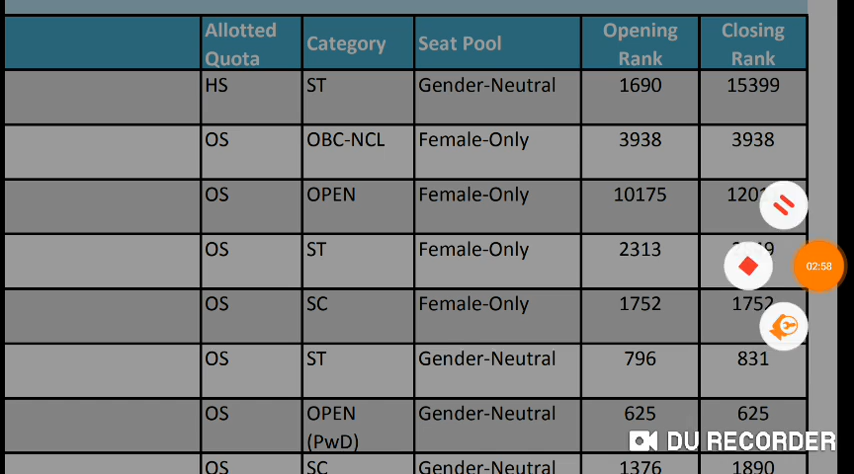 Allotted Quota Category Seat Pool Opening Rank Closing Rank
HS ST Gender-Neutral 1690 15399
OS OBC-NCL Female-Only 3938 3938
OS OPEN Female-Only 10175
OS ST Female-Only 2313
OS SC Female-Only 1752 1752
OS ST Gender-Neutral 796 831
OS OPEN (PwD) Gender-Neutral 625 625
OS SC Gender-Neutral 1376 1890
02:58
DU RECORDER